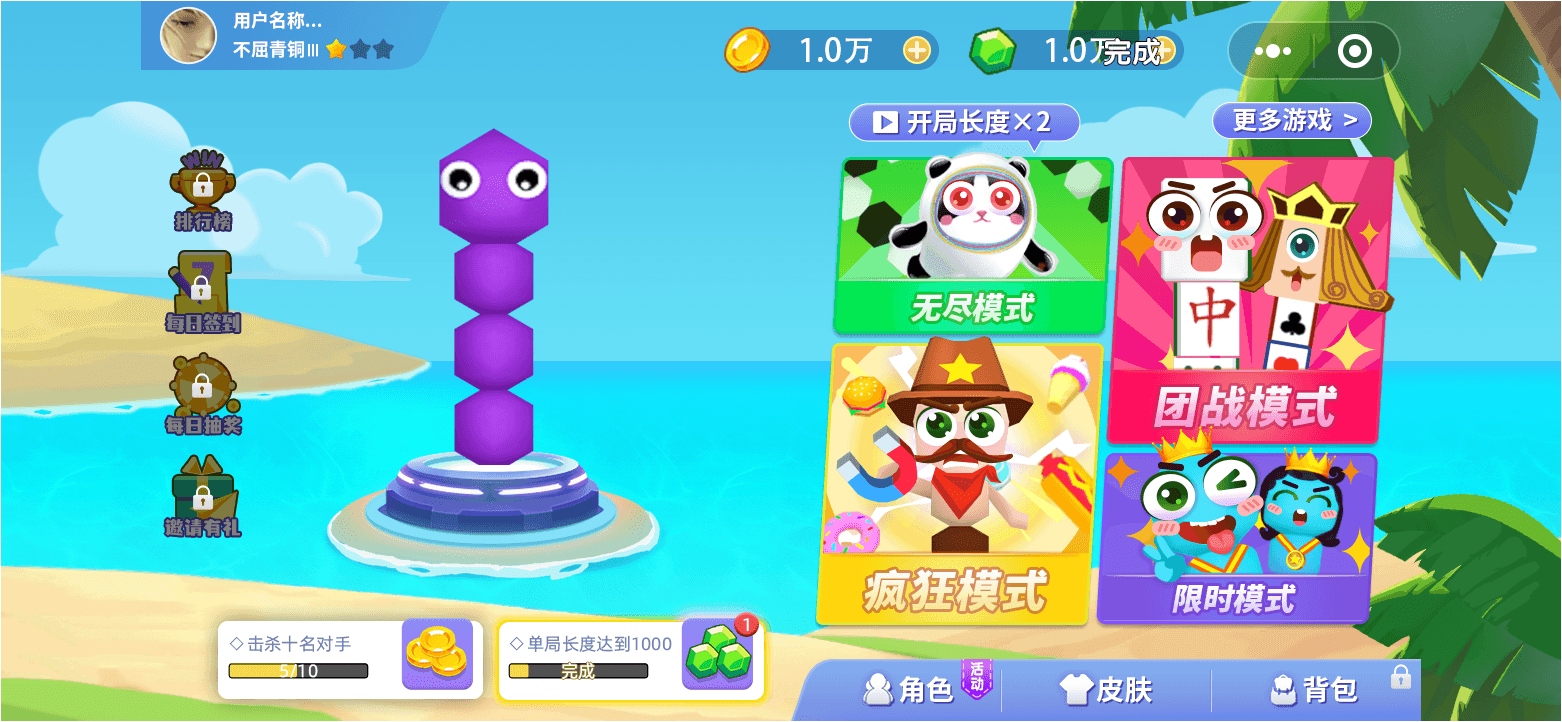 用户名称...
不屈青铜III
1.0万
1.0万
完成
开局长度×2
更多游戏 >
WIN
排行榜
7
每日签到
每日抽奖
邀请有礼
无尽模式
中
团战模式
疯狂模式
限时模式
击杀十名对手
5/10
单局长度达到1000
完成
1
角色
活动
皮肤
背包